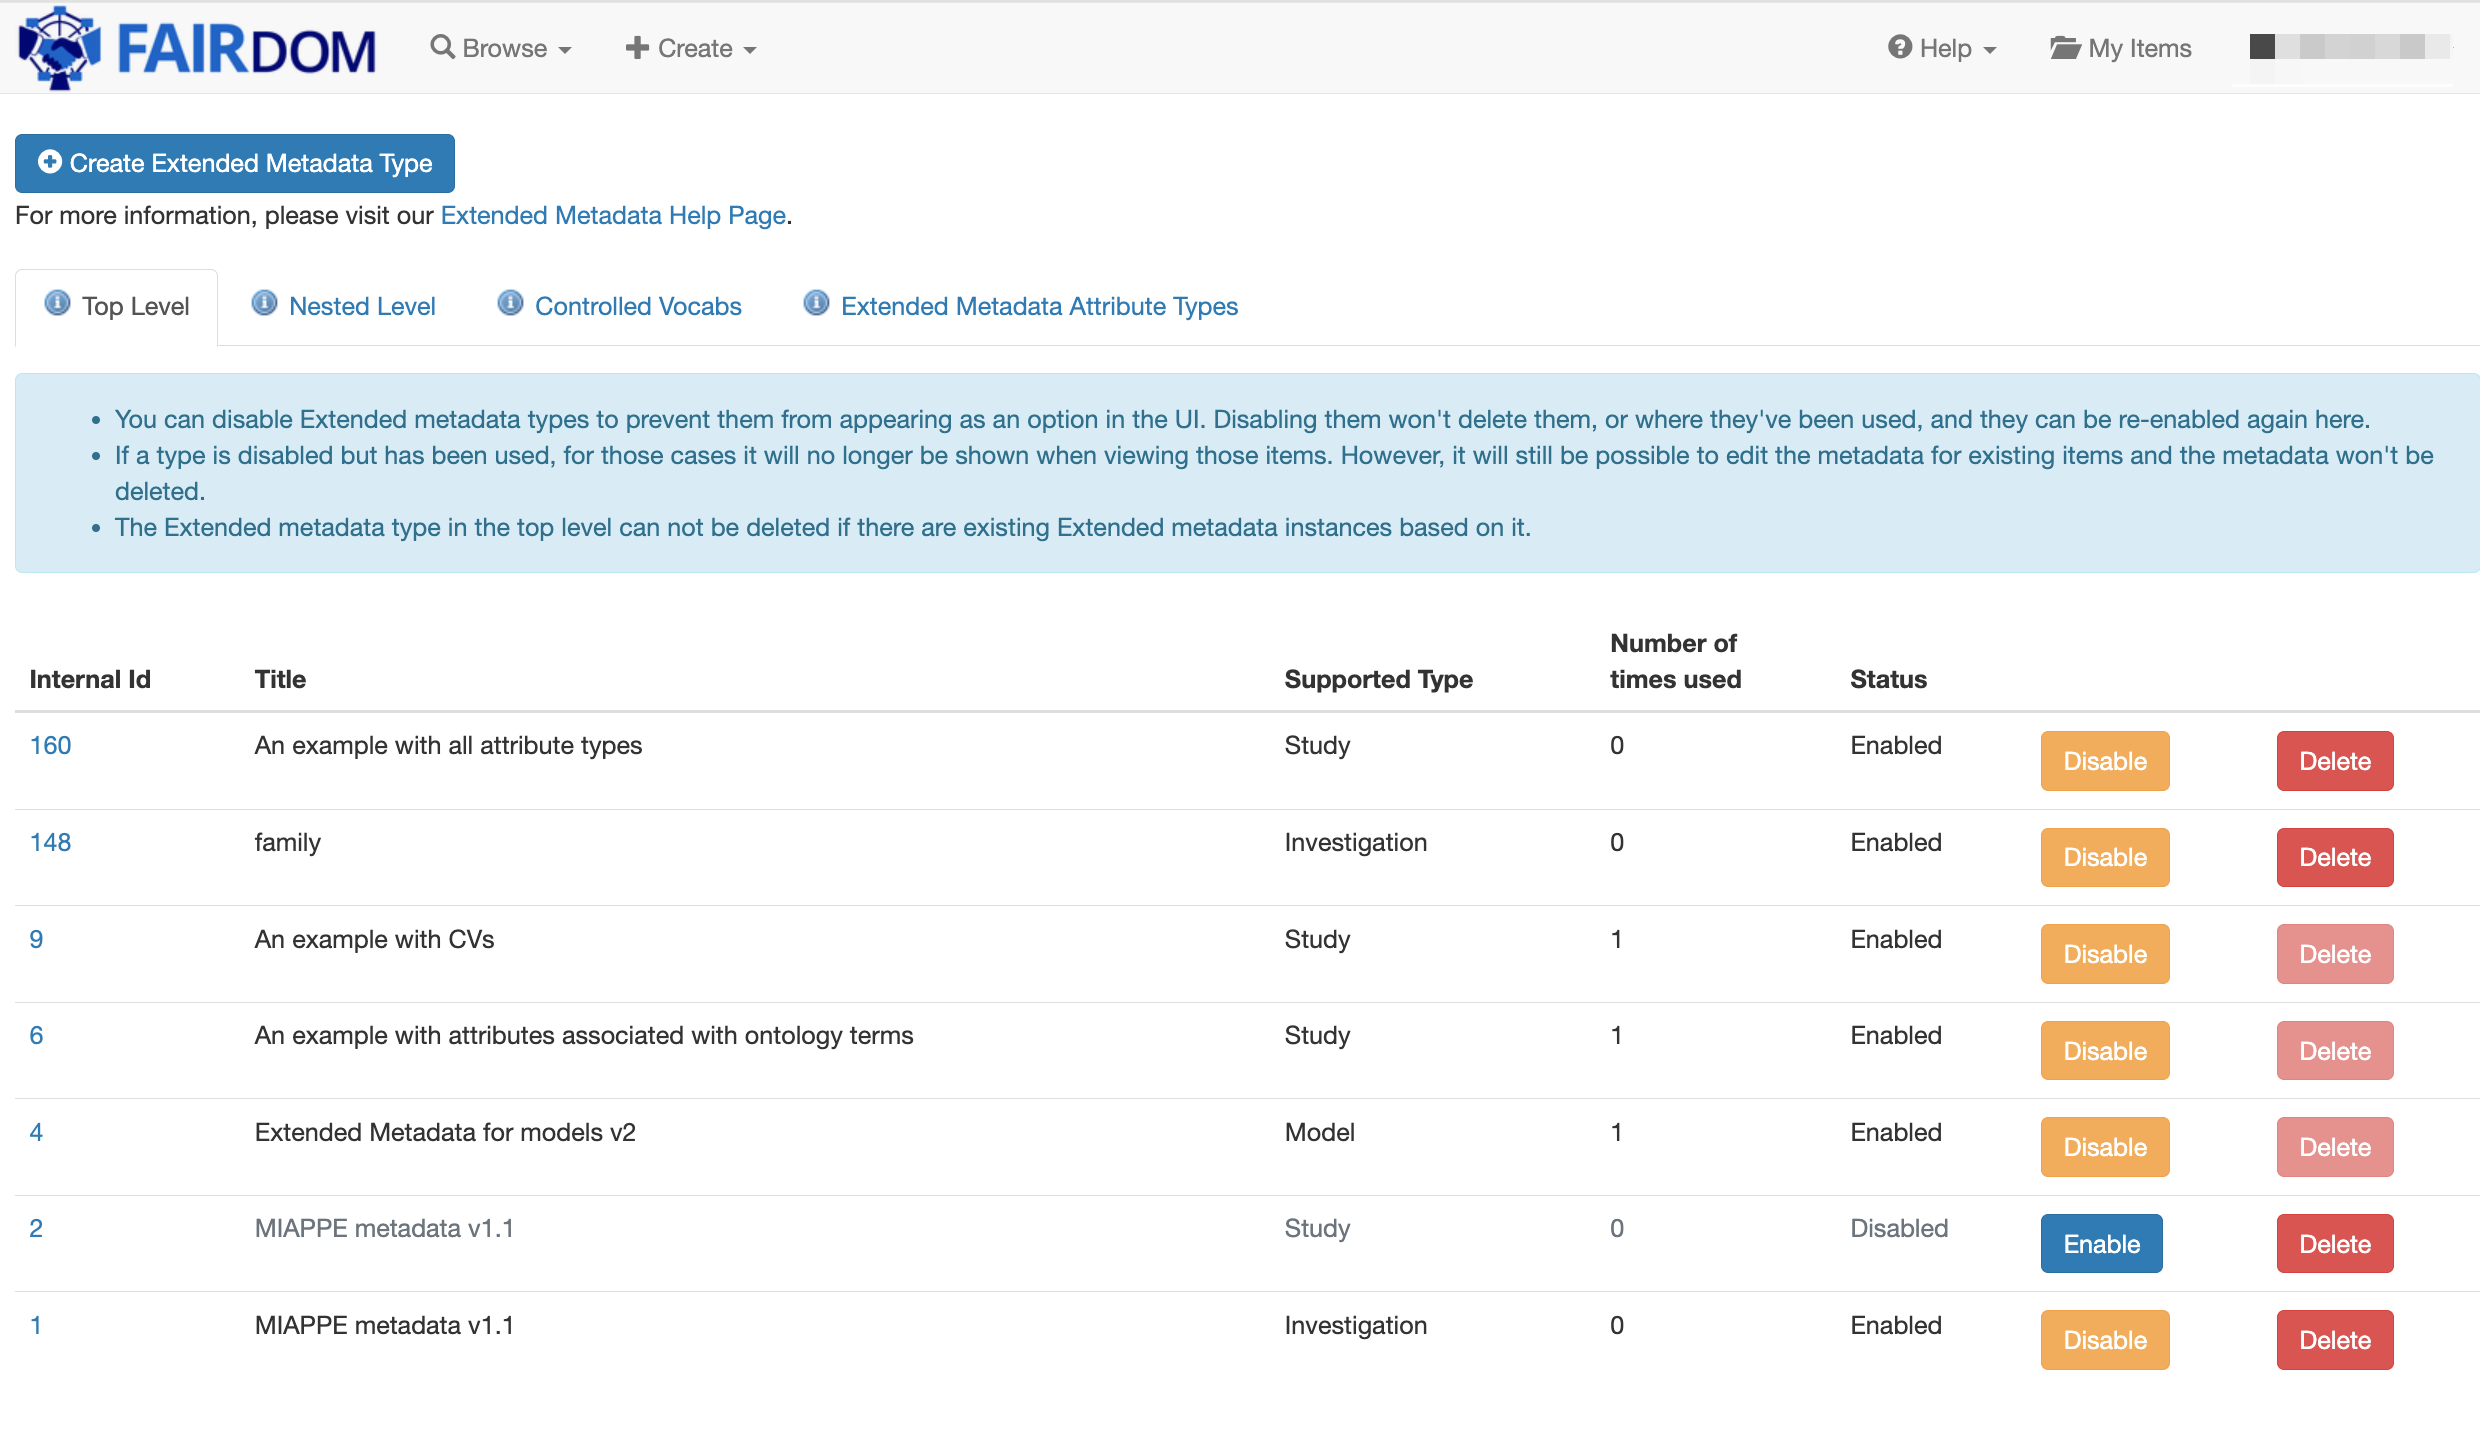 FAIRDOM Browse Create Help My Items
Create Extended Metadata Type
For more information, please visit our Extended Metadata Help Page.
Top Level Nested Level Controlled Vocabs Extended Metadata Attribute Types
• You can disable Extended metadata types to prevent them from appearing as an option in the UI. Disabling them won't delete them, or where they've been used, and they can be re-enabled again here.
• If a type is disabled but has been used, for those cases it will no longer be shown when viewing those items. However, it will still be possible to edit the metadata for existing items and the metadata won't be
deleted.
• The Extended metadata type in the top level can not be deleted if there are existing Extended metadata instances based on it.
Internal Id Title Supported Type Number of times used Status
160 An example with all attribute types Study 0 Enabled Disable Delete
148 family Investigation 0 Enabled Disable Delete
9 An example with CVs Study 1 Enabled Disable Delete
6 An example with attributes associated with ontology terms Study 1 Enabled Disable Delete
4 Extended Metadata for models v2 Model 1 Enabled Disable Delete
2 MIAPPE metadata v1.1 Study 0 Disabled Enable Delete
1 MIAPPE metadata v1.1 Investigation 0 Enabled Disable Delete